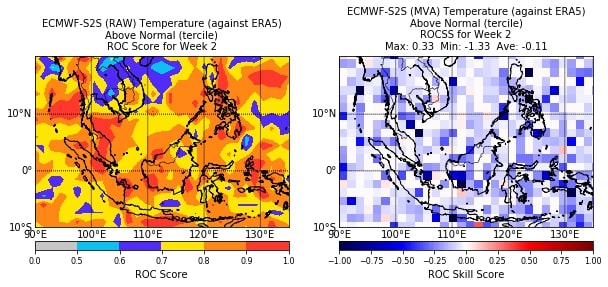 ECMWF-S2S (RAW) Temperature (against ERA5)
Above Normal (tercile)
ROC Score for Week 2
10°N
0°
10°S
90°E 100°E 110°E 120°E 130°E
0.0 0.5 0.6 0.7 0.8 0.9 1.0
ROC Score
ECMWF-S2S (MVA) Temperature (against ERA5)
Above Normal (tercile)
ROCSS for Week 2
Max: 0.33 Min: -1.33 Ave: -0.11
10°N
0°
10°S
90°E 100°E 110°E 120°E 130°E
−1.00 −0.75 −0.50 −0.25 0.00 0.25 0.50 0.75 1.00
ROC Skill Score